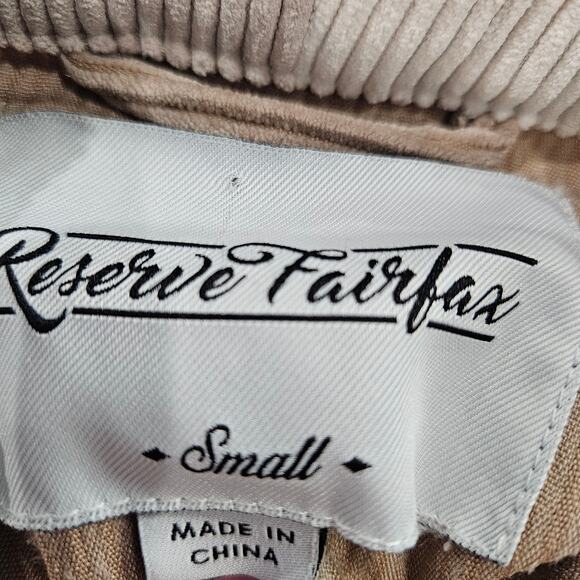 Reserve Fairfax
Small
MADE IN
CHINA